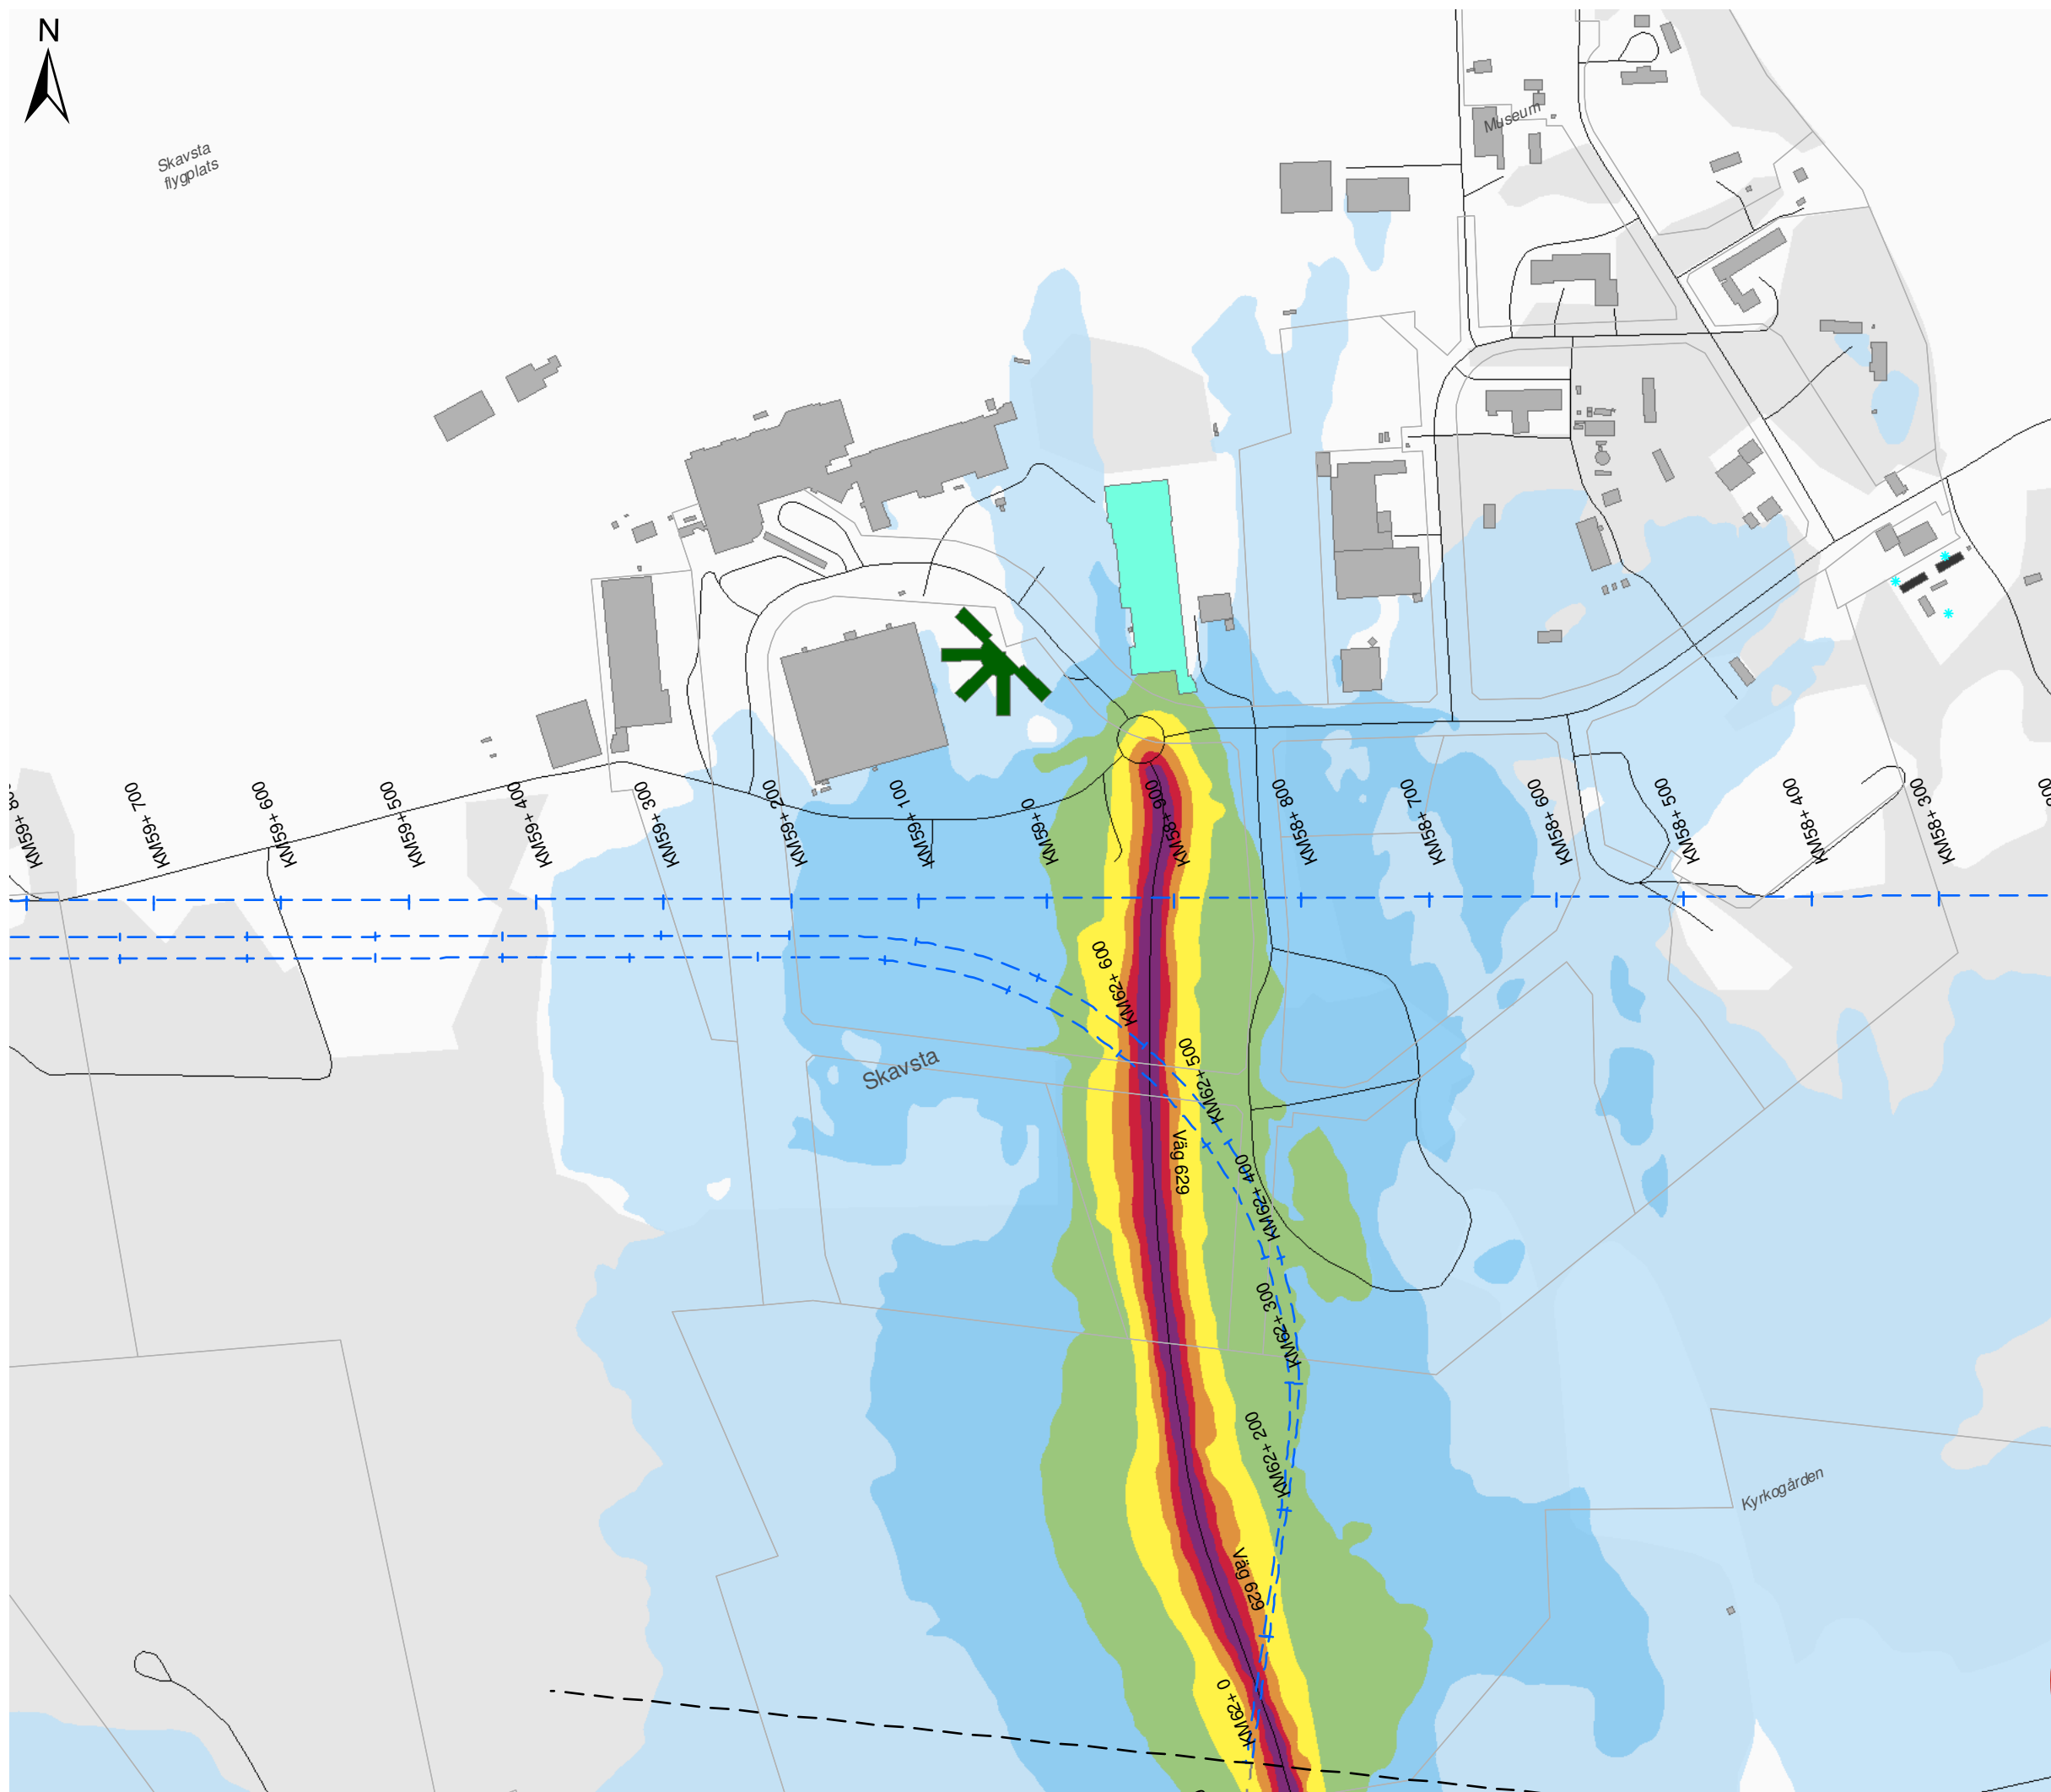 N
Museum
Skavsta
flygplats
KM59+ 700
KM59+ 600
KM59+ 500
KM59+ 400
KM59+ 300
KM59+ 200
KM59+ 100
KM59+ 0
KM58+ 900
KM58+ 800
KM58+ 700
KM58+ 600
KM58+ 500
KM58+ 400
KM58+ 300
KM62+ 600
KM62+ 500
Skavsta
Väg 629
KM62+ 400
KM62+ 300
KM62+ 200
Kyrkogården
Väg 629
KM62+ 0